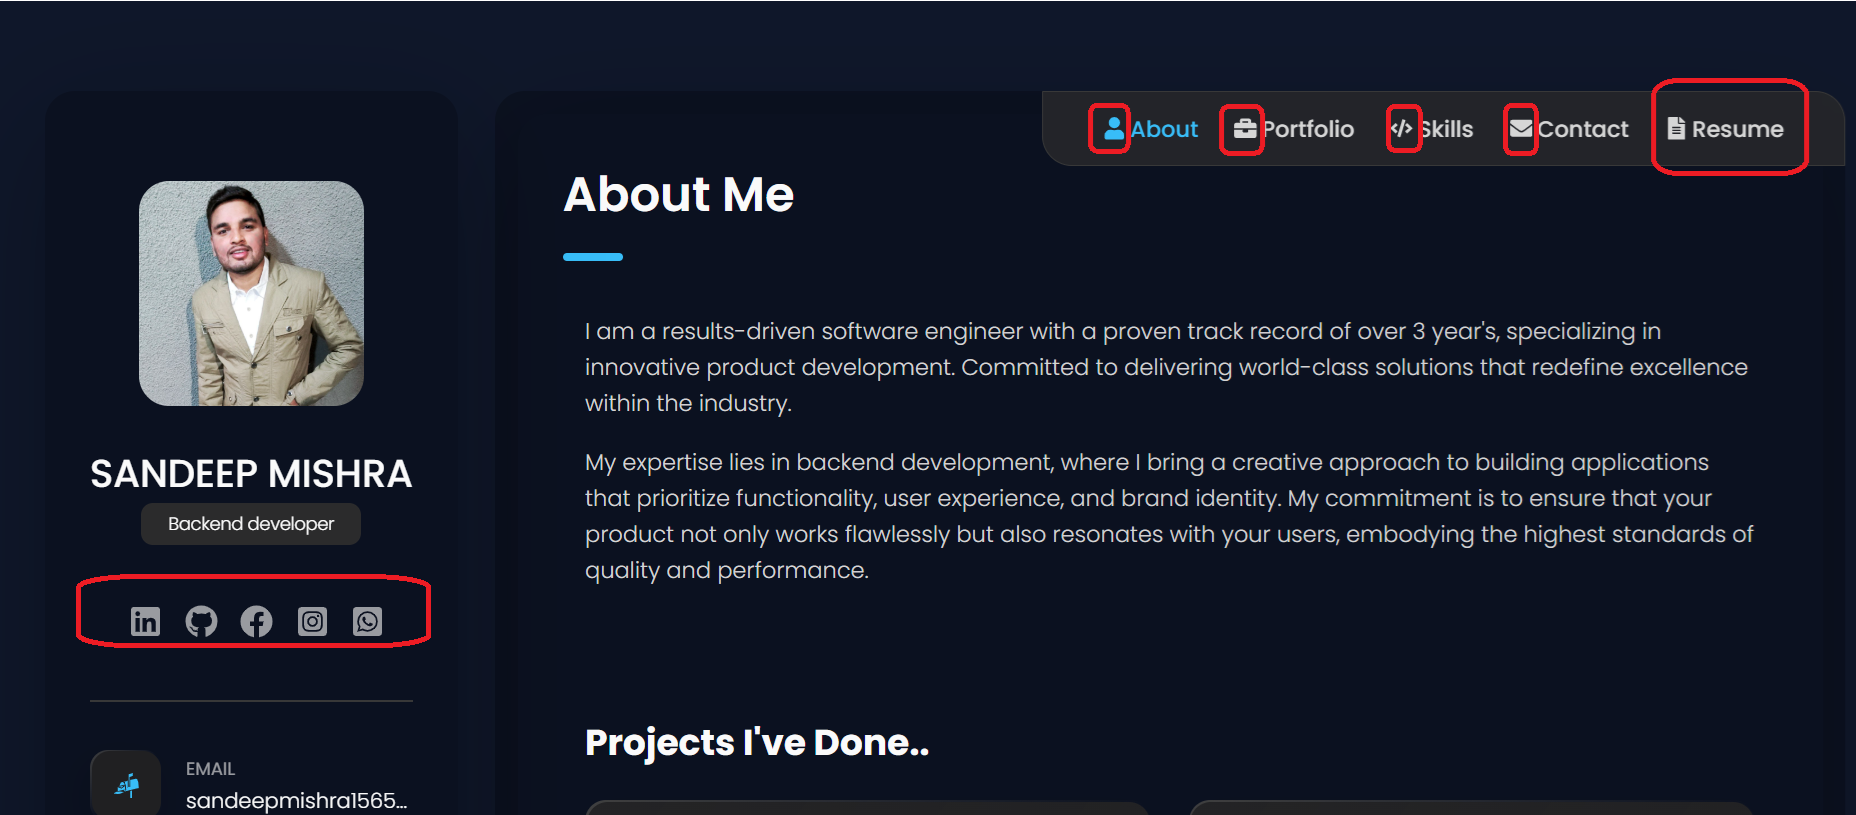 About Portfolio Skills Contact Resume
About Me
I am a results-driven software engineer with a proven track record of over 3 year's, specializing in
innovative product development. Committed to delivering world-class solutions that redefine excellence
within the industry.
My expertise lies in backend development, where I bring a creative approach to building applications
that prioritize functionality, user experience, and brand identity. My commitment is to ensure that your
product not only works flawlessly but also resonates with your users, embodying the highest standards of
quality and performance.
Projects I've Done..
SANDEEP MISHRA
Backend developer
EMAIL
sandeepmishra1565...